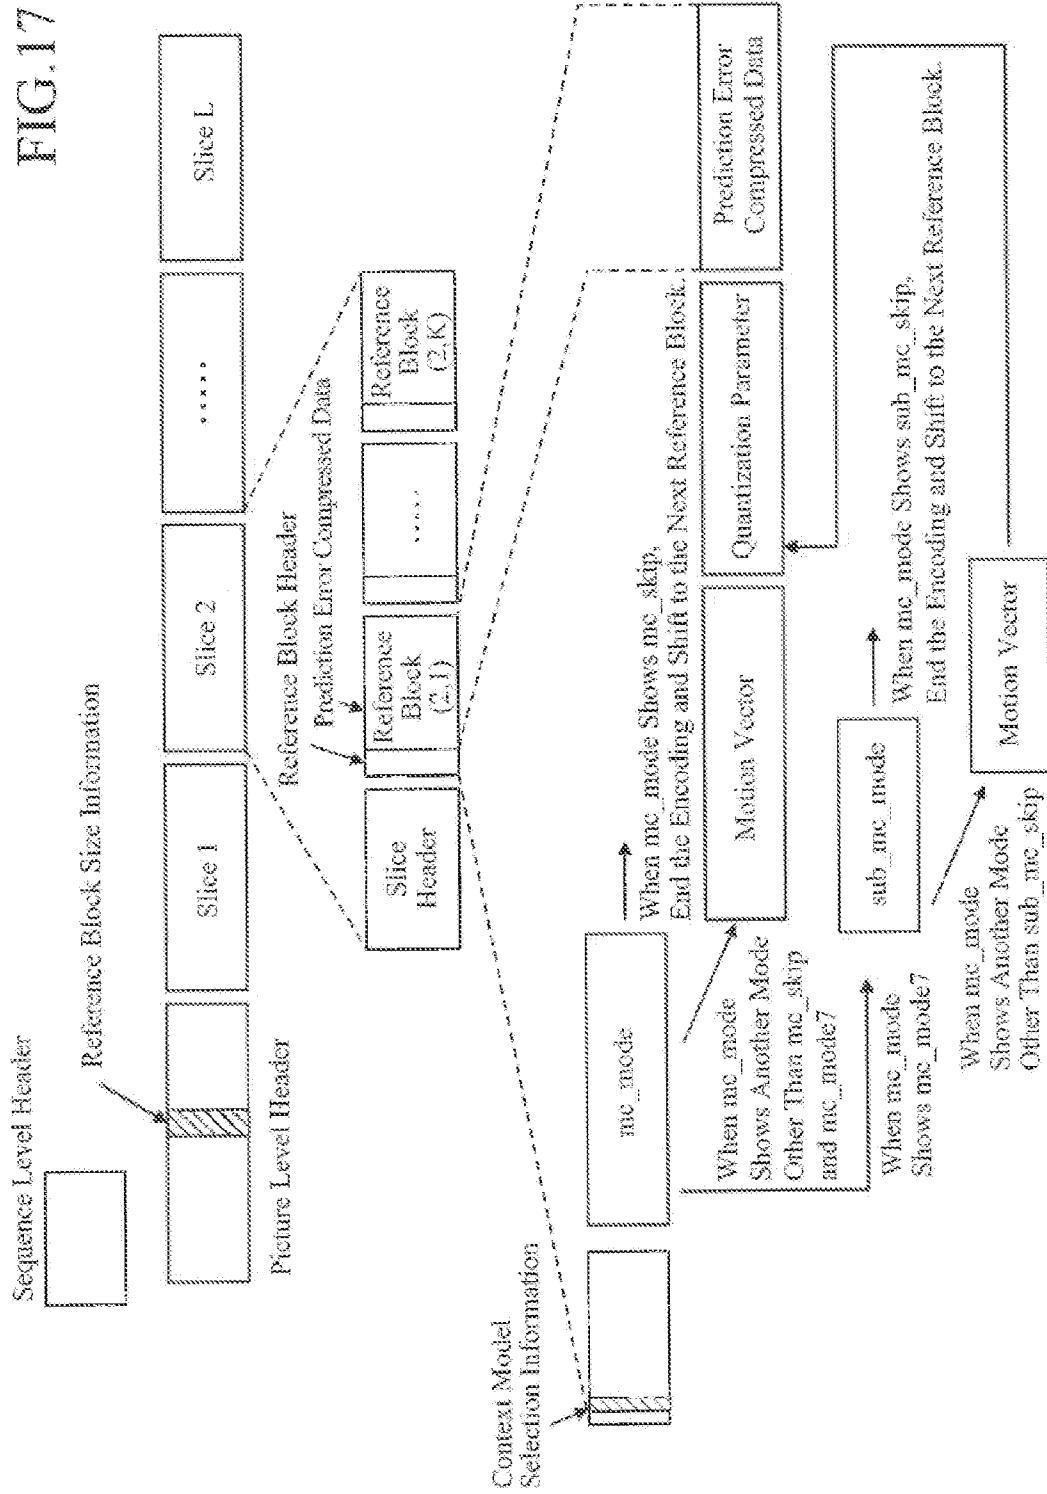 FIG.17
Sequence Level Header
Reference Block Size Information
Picture Level Header
Slice 1
Slice 2
.....
Slice L
Reference Block Header
Prediction Error Compressed Data
Slice
Header
Reference
Block
(2,1)
.....
Reference
Block
(2,K)
Context Model
Selection Information
mc_mode
When mc_mode Shows mc_skip,
End the Encoding and Shift to the Next Reference Block.
When mc_mode
Shows Another Mode
Other Than mc_skip
and mc_mode7
Motion Vector
Quantization Parameter
Prediction Error
Compressed Data
When mc_mode
Shows mc_mode7
sub_mc_mode
When mc_mode Shows sub_mc_skip,
End the Encoding and Shift to the Next Reference Block.
When mc_mode
Shows Another Mode
Other Than sub_mc_skip
Motion Vector